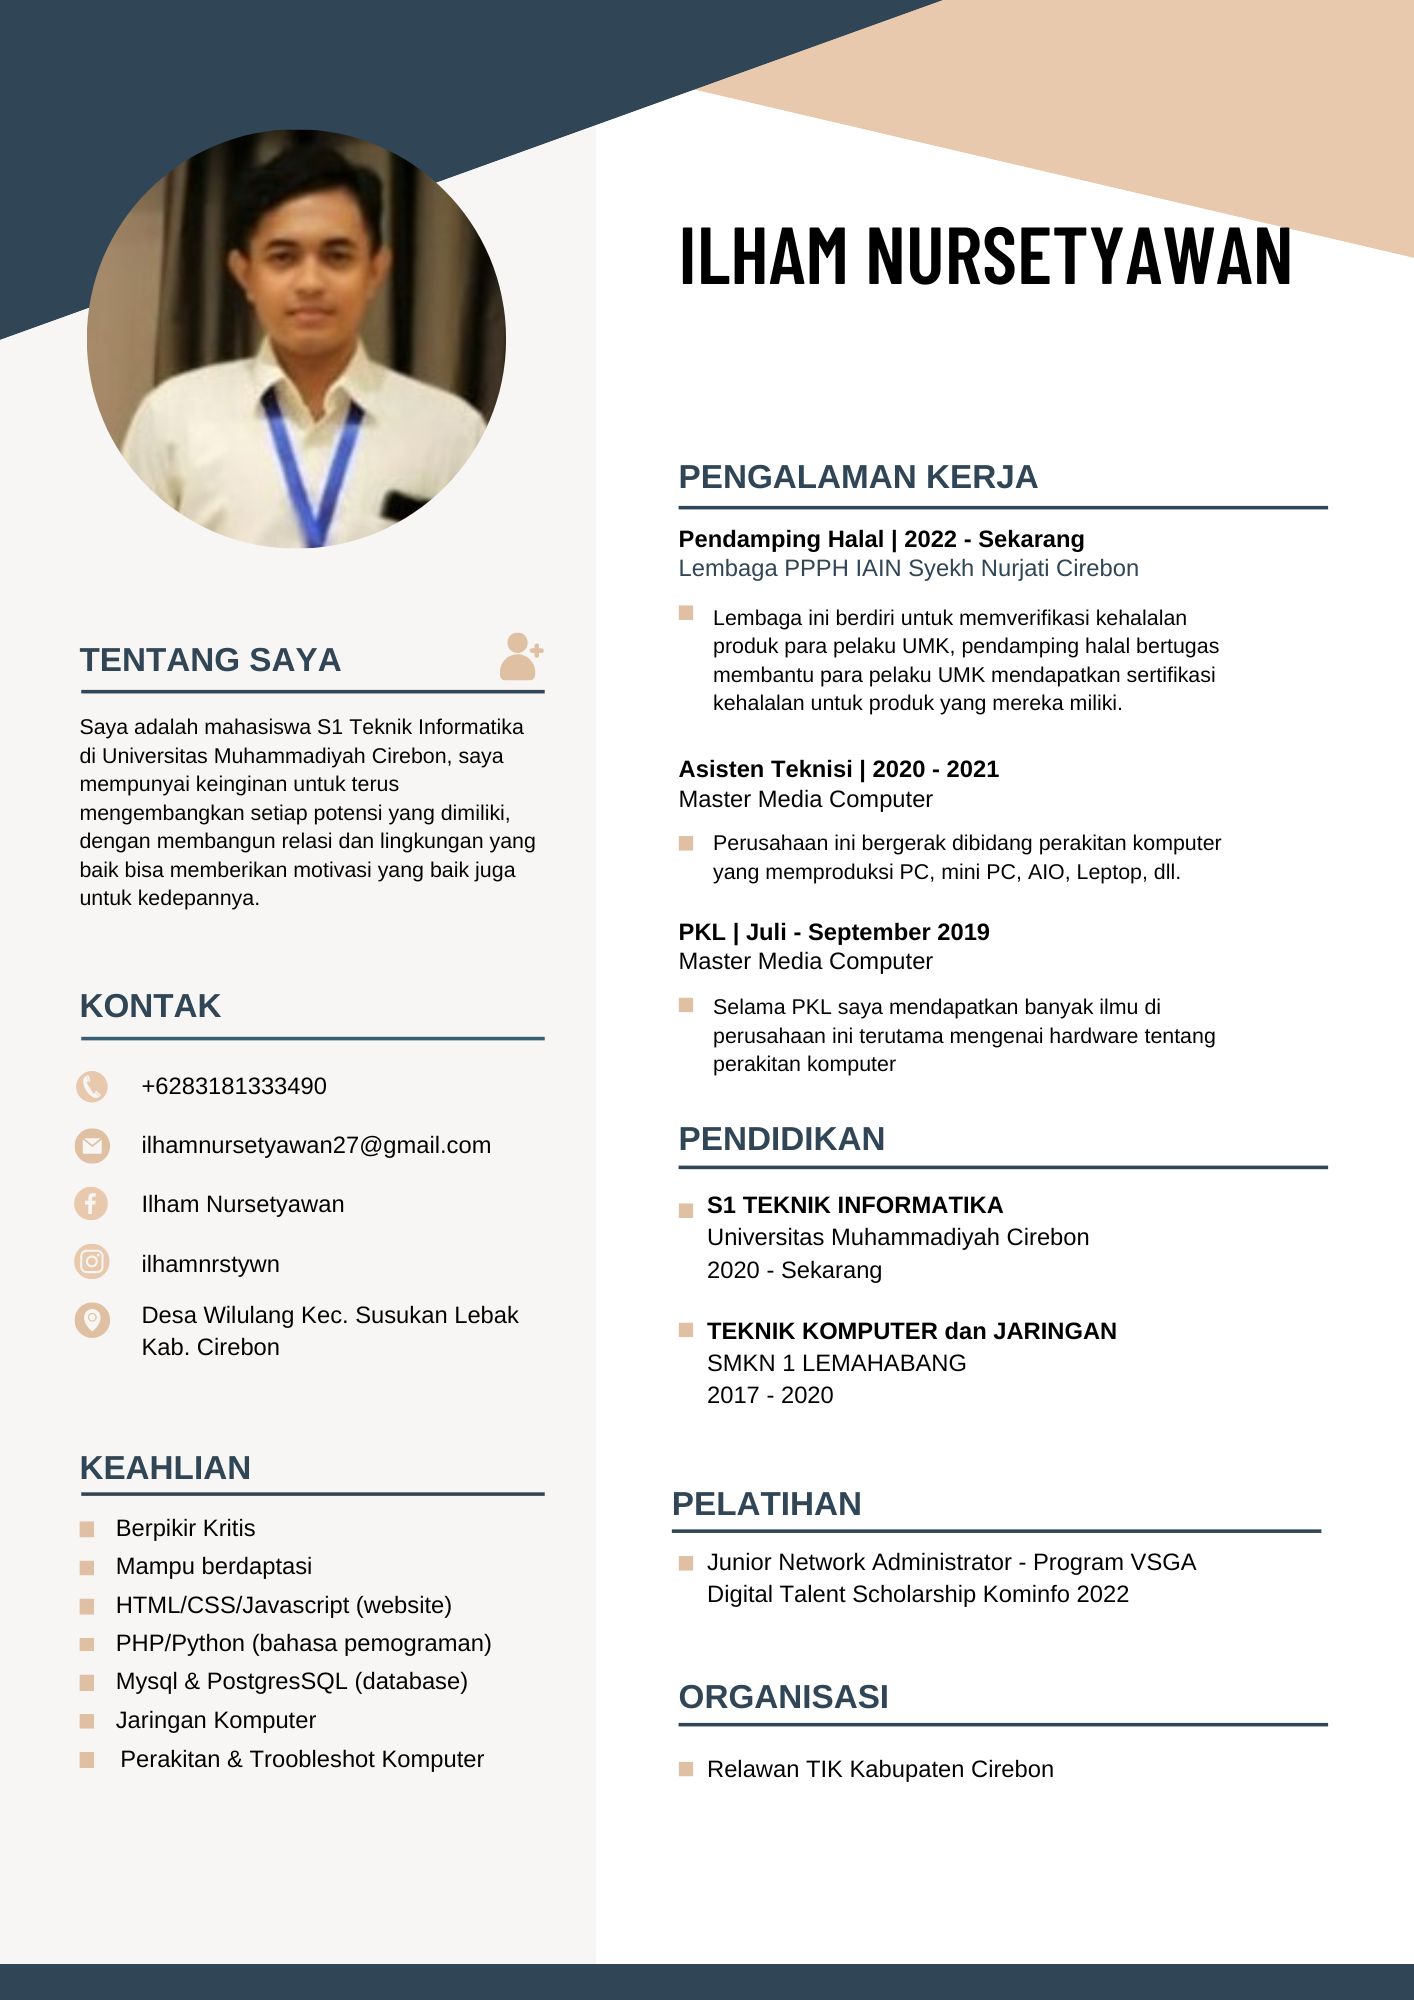 ILHAM NURSETYAWAN
TENTANG SAYA
Saya adalah mahasiswa S1 Teknik Informatika
di Universitas Muhammadiyah Cirebon, saya
mempunyai keinginan untuk terus
mengembangkan setiap potensi yang dimiliki,
dengan membangun relasi dan lingkungan yang
baik bisa memberikan motivasi yang baik juga
untuk kedepannya.
KONTAK
+6283181333490
ilhamnursetyawan27@gmail.com
Ilham Nursetyawan
ilhamnrstywn
Desa Wilulang Kec. Susukan Lebak
Kab. Cirebon
KEAHLIAN
Berpikir Kritis
Mampu berdaptasi
HTML/CSS/Javascript (website)
PHP/Python (bahasa pemograman)
Mysql & PostgresSQL (database)
Jaringan Komputer
Perakitan & Troobleshot Komputer
PENGALAMAN KERJA
Pendamping Halal | 2022 - Sekarang
Lembaga PPPH IAIN Syekh Nurjati Cirebon
Lembaga ini berdiri untuk memverifikasi kehalalan
produk para pelaku UMK, pendamping halal bertugas
membantu para pelaku UMK mendapatkan sertifikasi
kehalalan untuk produk yang mereka miliki.
Asisten Teknisi | 2020 - 2021
Master Media Computer
Perusahaan ini bergerak dibidang perakitan komputer
yang memproduksi PC, mini PC, AIO, Leptop, dll.
PKL | Juli - September 2019
Master Media Computer
Selama PKL saya mendapatkan banyak ilmu di
perusahaan ini terutama mengenai hardware tentang
perakitan komputer
PENDIDIKAN
S1 TEKNIK INFORMATIKA
Universitas Muhammadiyah Cirebon
2020 - Sekarang
TEKNIK KOMPUTER dan JARINGAN
SMKN 1 LEMAHABANG
2017 - 2020
PELATIHAN
Junior Network Administrator - Program VSGA
Digital Talent Scholarship Kominfo 2022
ORGANISASI
Relawan TIK Kabupaten Cirebon